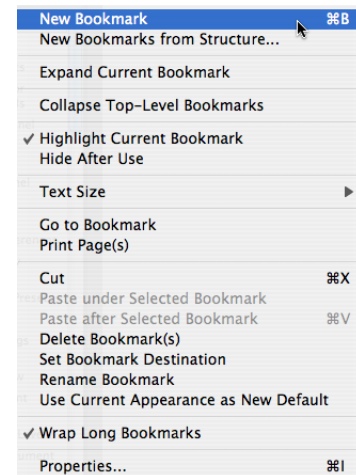 New Bookmark ⌘B
New Bookmarks from Structure...
Expand Current Bookmark
Collapse Top-Level Bookmarks
✓ Highlight Current Bookmark
Hide After Use
Text Size ▶
Go to Bookmark
Print Page(s)
Cut ⌘X
Paste under Selected Bookmark
Paste after Selected Bookmark ⌘V
Delete Bookmark(s)
Set Bookmark Destination
Rename Bookmark
Use Current Appearance as New Default
✓ Wrap Long Bookmarks
Properties... ⌘I